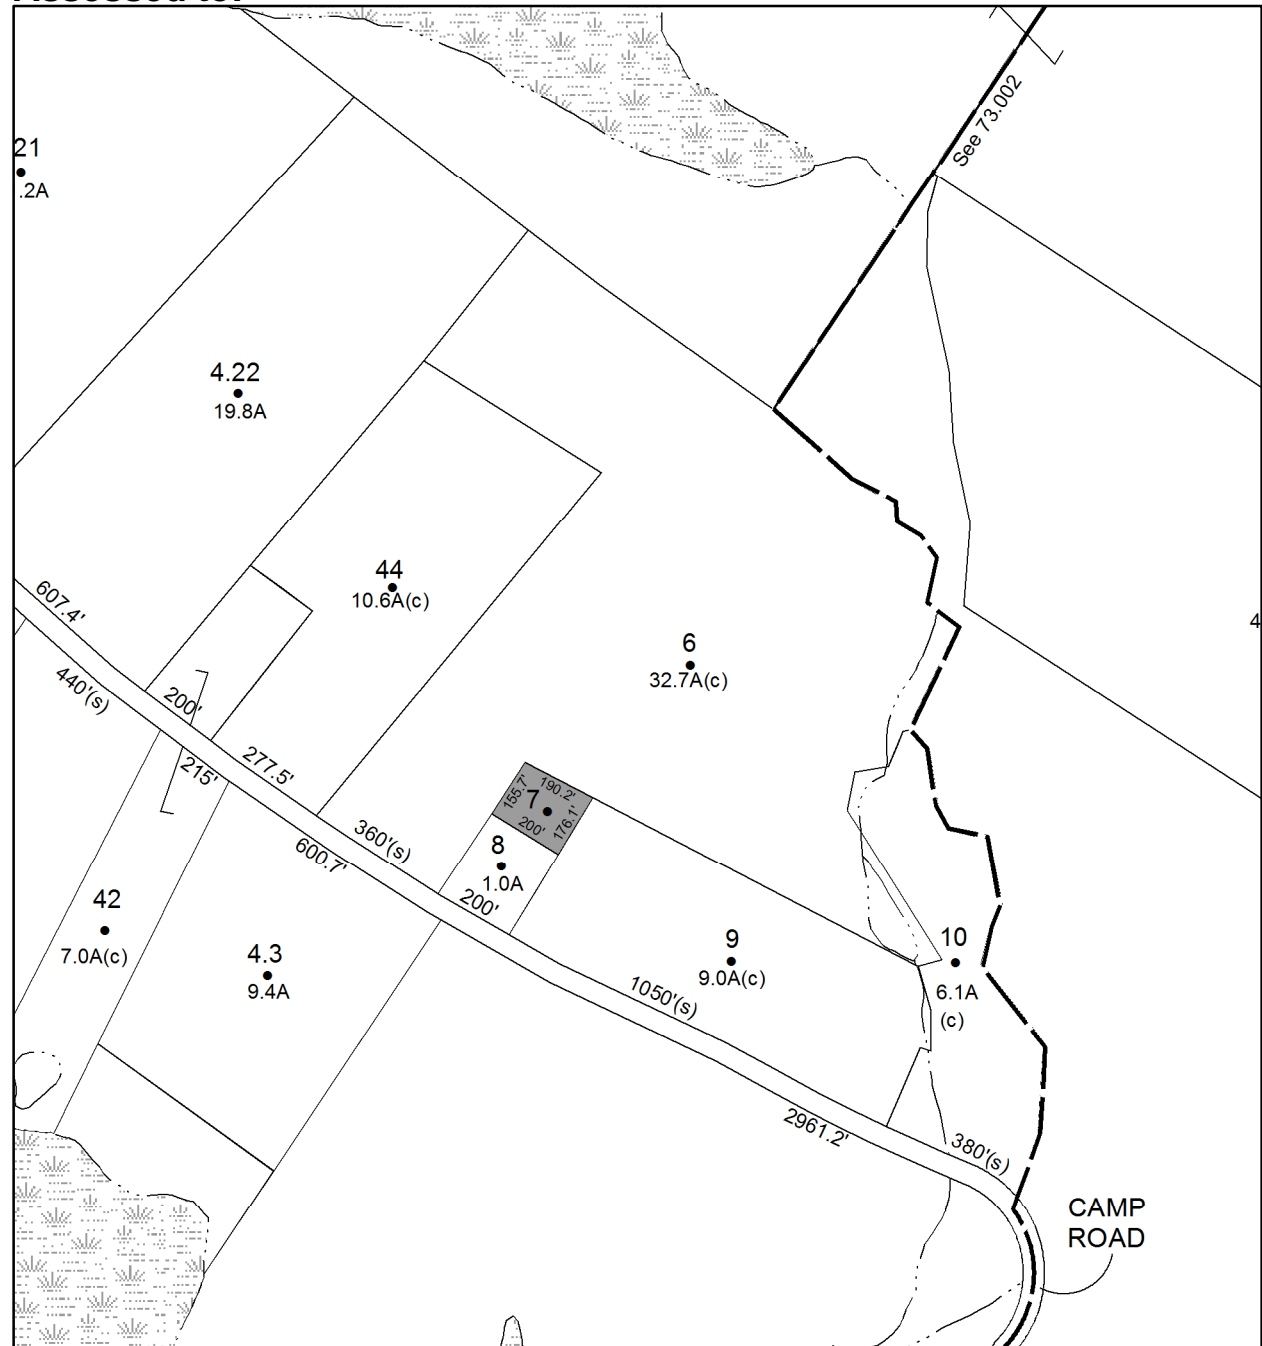 Assessed to:
See 73.002
21
.2A
4.22
19.8A
44
10.6A(c)
607.4'
6
32.7A(c)
4
440'(s)
200'
215'
277.5'
155.7'
190.2'
7
176.1'
200'
360'(s)
600.7'
8
1.0A
200'
42
7.0A(c)
4.3
9.4A
9
9.0A(c)
10
6.1A
(c)
1050'(s)
2961.2'
380'(s)
CAMP
ROAD